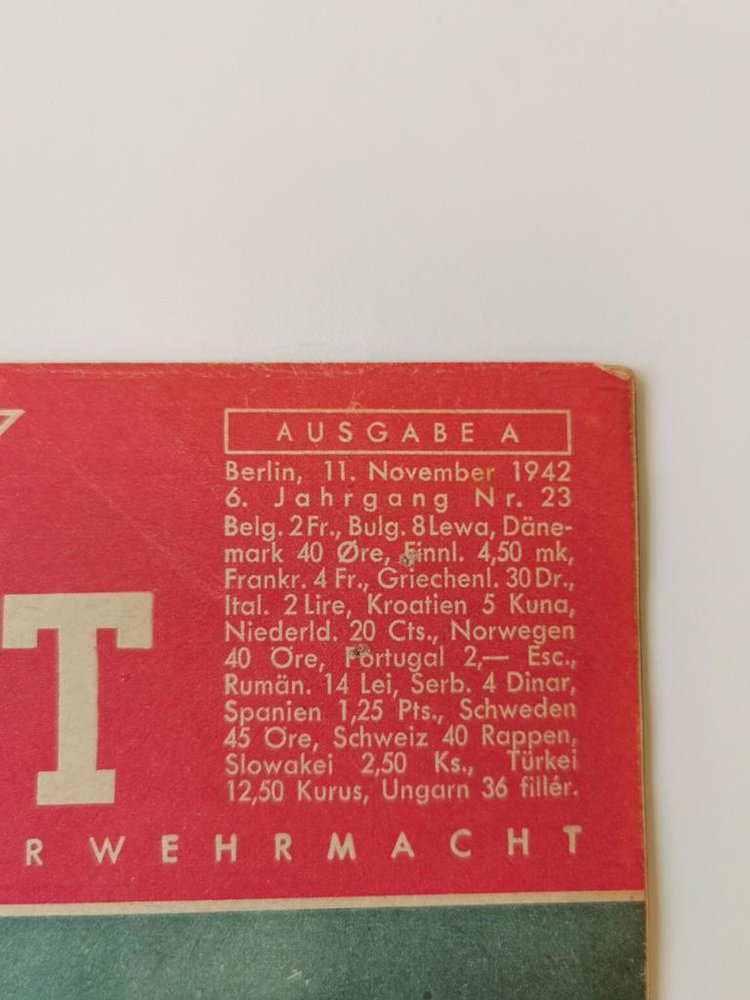 AUSGABE A
Berlin, 11. November 1942
6. Jahrgang Nr. 23
Belg. 2 Fr., Bulg. 8 Lewa, Däne-
mark 40 Øre, Finnl. 4,50 mk,
Frankr. 4 Fr., Griechenl. 30 Dr.,
Ital. 2 Lire, Kroatien 5 Kuna,
Niederld. 20 Cts., Norwegen
40 Öre, Portugal 2,— Esc.,
Rumän. 14 Lei, Serb. 4 Dinar,
Spanien 1,25 Pts., Schweden
45 Öre, Schweiz 40 Rappen,
Slowakei 2,50 Ks., Türkei
12,50 Kurus, Ungarn 36 fillér.
T
R WEHRMACHT